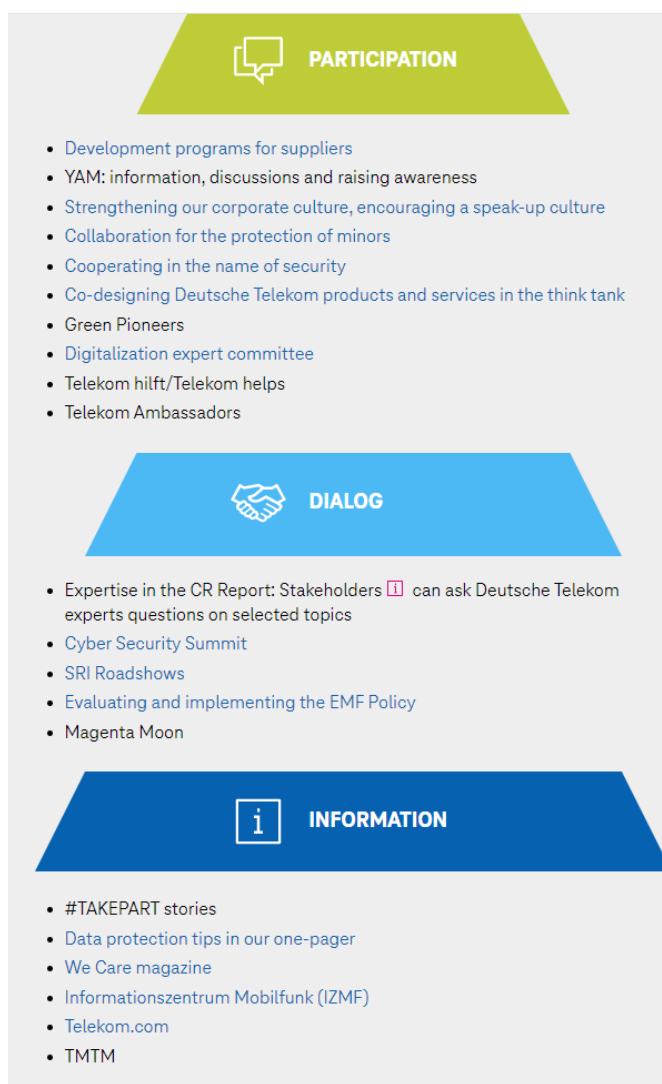 PARTICIPATION
Development programs for suppliers
YAM: information, discussions and raising awareness
Strengthening our corporate culture, encouraging a speak-up culture
Collaboration for the protection of minors
Cooperating in the name of security
Co-designing Deutsche Telekom products and services in the think tank
Green Pioneers
Digitalization expert committee
Telekom hilft/Telekom helps
Telekom Ambassadors
DIALOG
Expertise in the CR Report: Stakeholders i can ask Deutsche Telekom
experts questions on selected topics
Cyber Security Summit
SRI Roadshows
Evaluating and implementing the EMF Policy
Magenta Moon
i INFORMATION
#TAKEPART stories
Data protection tips in our one-pager
We Care magazine
Informationszentrum Mobilfunk (IZMF)
Telekom.com
TMTM